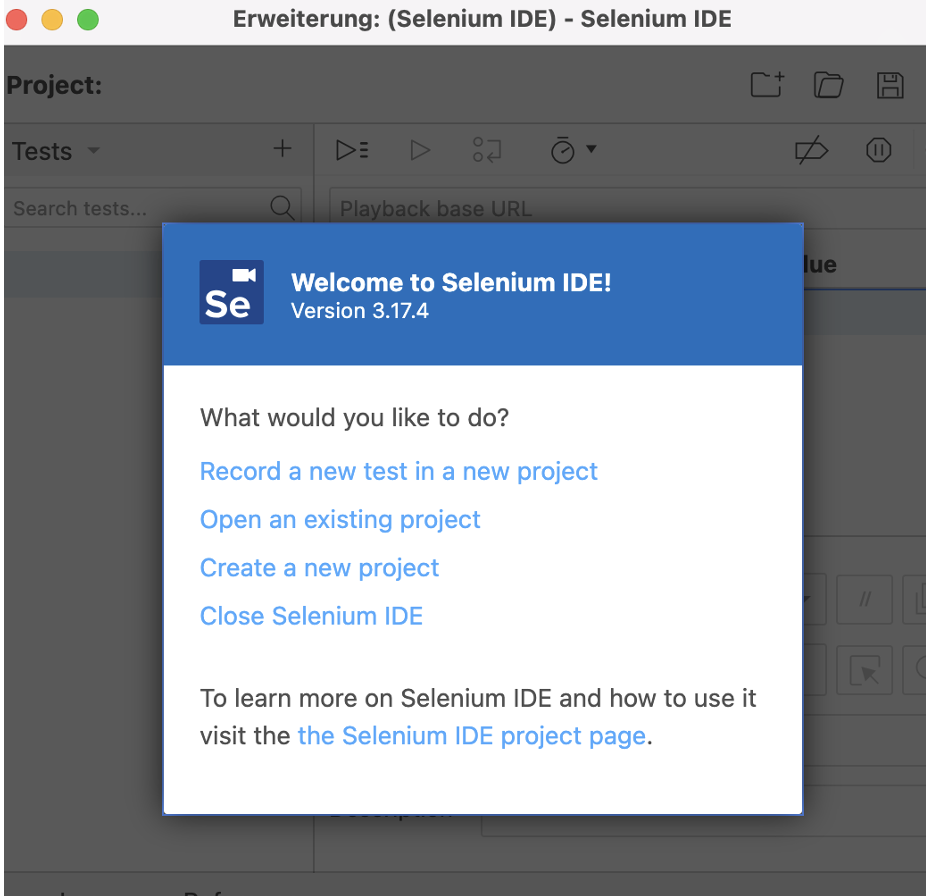 Erweiterung: (Selenium IDE) - Selenium IDE
Project:
Tests
Search tests...
Playback base URL
lue
Se
Welcome to Selenium IDE!
Version 3.17.4
What would you like to do?
Record a new test in a new project
Open an existing project
Create a new project
Close Selenium IDE
//
To learn more on Selenium IDE and how to use it
visit the the Selenium IDE project page.